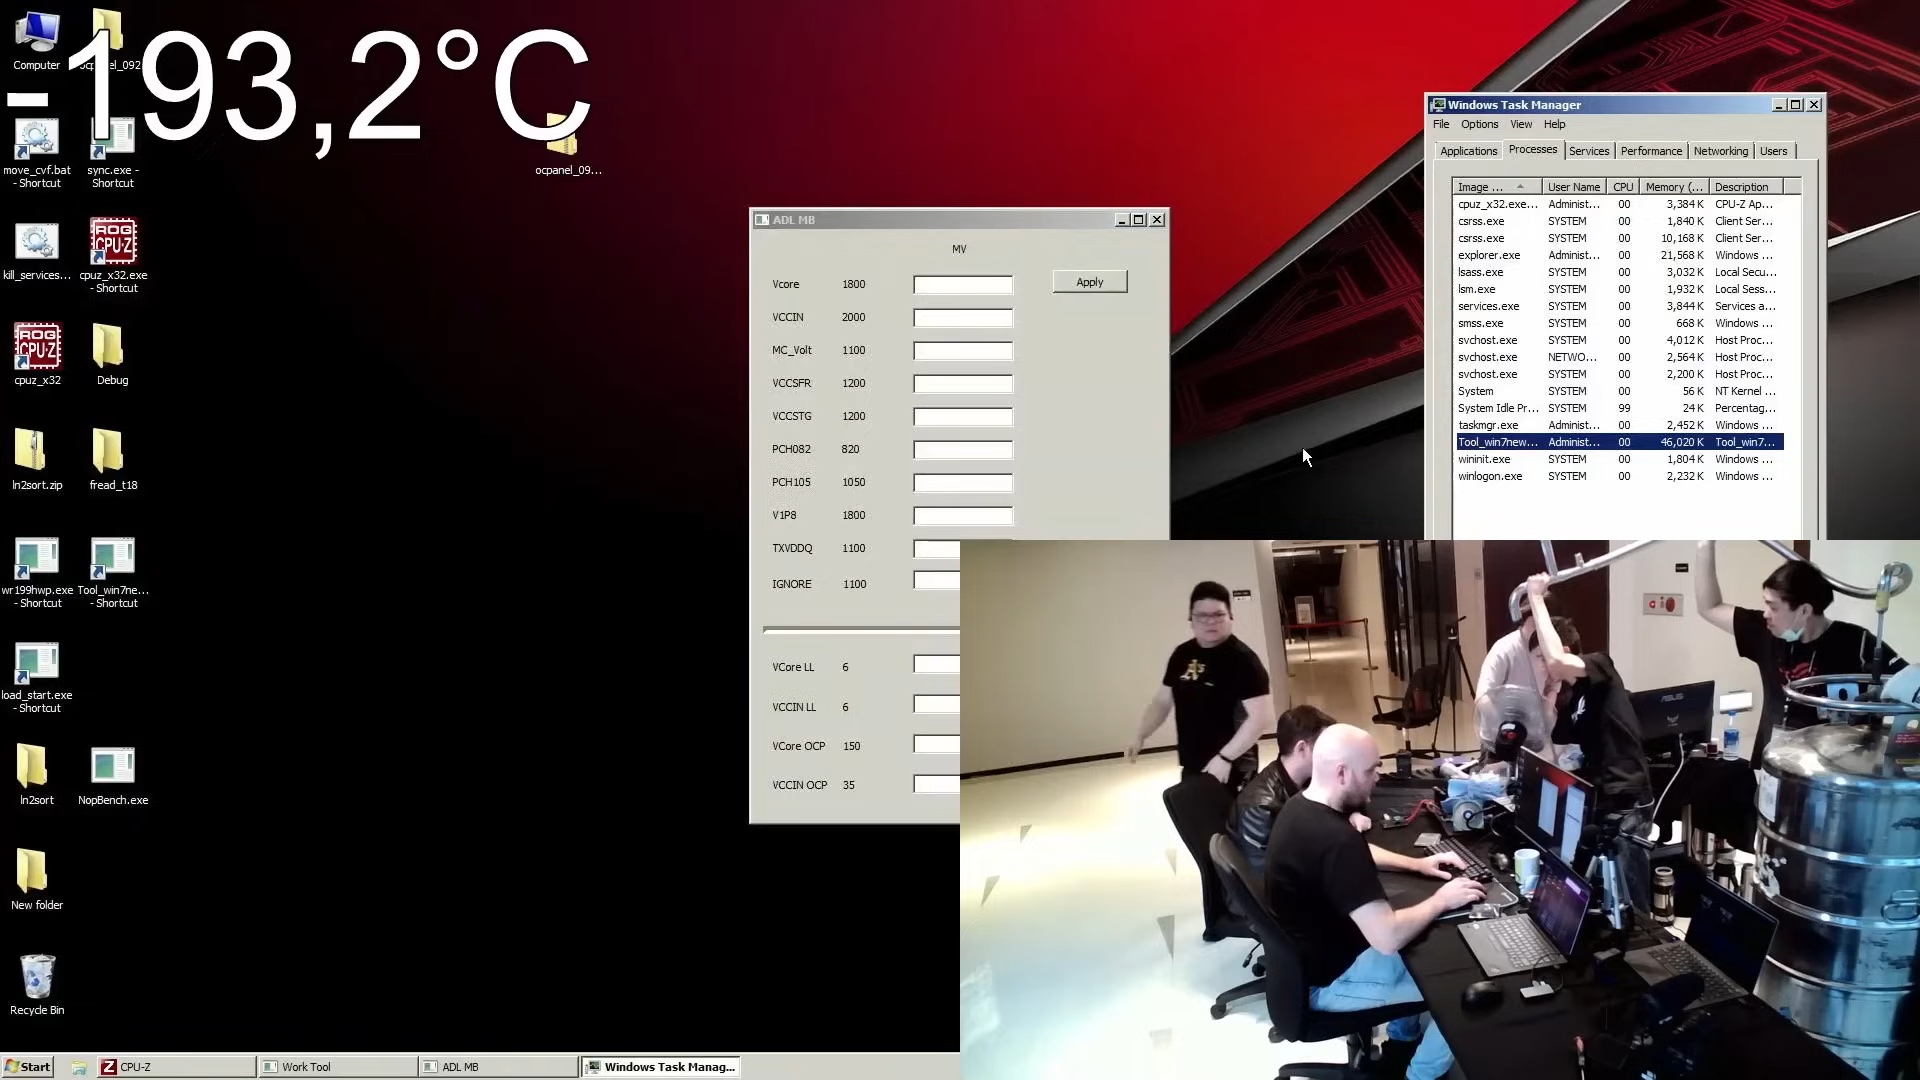 -193,2°C
Computer
ocpanel_092
move_cvf.bat
- Shortcut
sync.exe -
Shortcut
ocpanel_09...
kill_services...
cpuz_x32.exe
- Shortcut
ROG
CPU-Z
ROG
CPU-Z
cpuz_x32
Debug
ln2sort.zip
fread_t18
wr199hwp.exe
- Shortcut
Tool_win7ne...
- Shortcut
load_start.exe
- Shortcut
ln2sort
NopBench.exe
New folder
Recycle Bin
ADL MB
MV
Vcore 1800
Apply
VCCIN 2000
MC_Volt 1100
VCCSFR 1200
VCCSTG 1200
PCH082 820
PCH105 1050
V1P8 1800
TXVDDQ 1100
IGNORE 1100
VCore LL 6
VCCIN LL 6
VCore OCP 150
VCCIN OCP 35
Windows Task Manager
File Options View Help
Applications Processes Services Performance Networking Users
Image ... User Name CPU Memory (... Description
cpuz_x32.exe... Administ... 00 3,384 K CPU-Z Ap...
csrss.exe SYSTEM 00 1,840 K Client Ser...
csrss.exe SYSTEM 00 10,168 K Client Ser...
explorer.exe Administ... 00 21,568 K Windows ...
lsass.exe SYSTEM 00 3,032 K Local Secu...
lsm.exe SYSTEM 00 1,932 K Local Sess...
services.exe SYSTEM 00 3,844 K Services a...
smss.exe SYSTEM 00 668 K Windows ...
svchost.exe SYSTEM 00 4,012 K Host Proc...
svchost.exe NETWO... 00 2,564 K Host Proc...
svchost.exe SYSTEM 00 2,200 K Host Proc...
System SYSTEM 00 56 K NT Kernel ...
System Idle Pr... SYSTEM 99 24 K Percentag...
taskmgr.exe Administ... 00 2,452 K Windows ...
Tool_win7new... Administ... 00 46,020 K Tool_win7...
wininit.exe SYSTEM 00 1,804 K Windows ...
winlogon.exe SYSTEM 00 2,232 K Windows ...
A's
ASUS
Start
Z CPU-Z
Work Tool
ADL MB
Windows Task Manag...